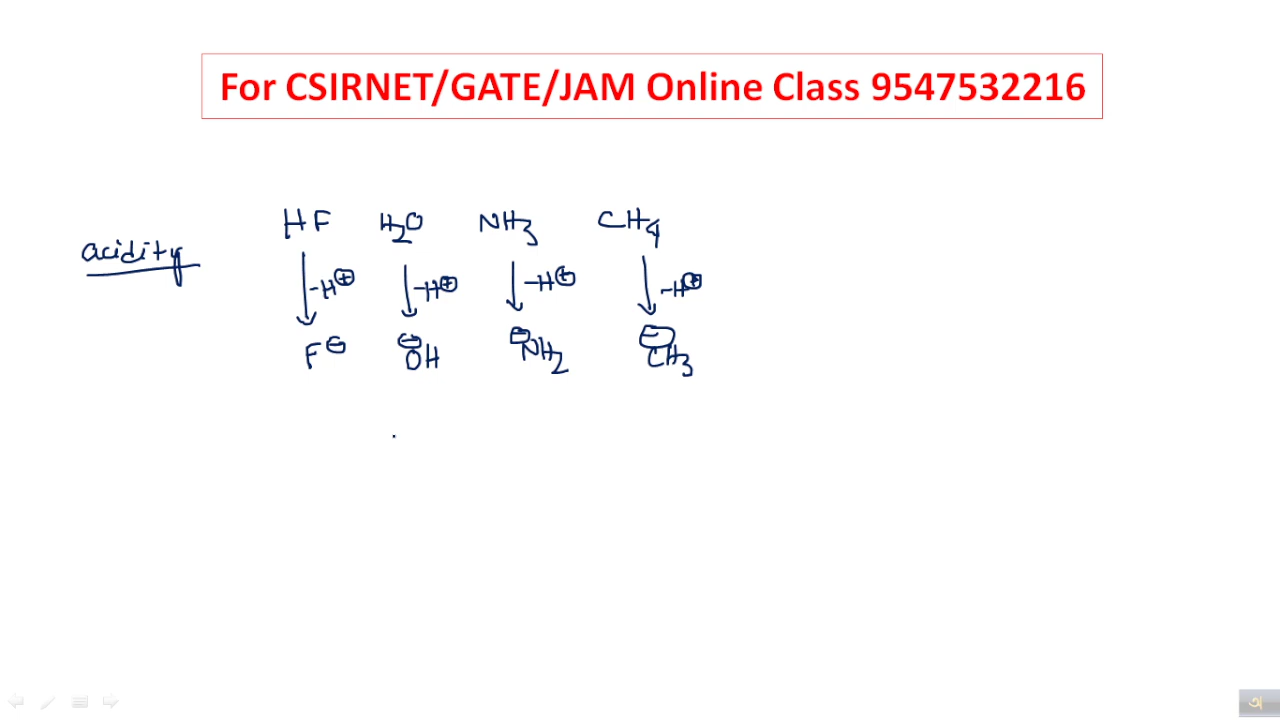 For CSIRNET/GATE/JAM Online Class 9547532216
acidity
HF H₂O NH₃ CH₄
-H⊕ -H⊕ -H⊕ -H⊕
F⊖ ⊖OH ⊖NH₂ ⊖CH₃
অ